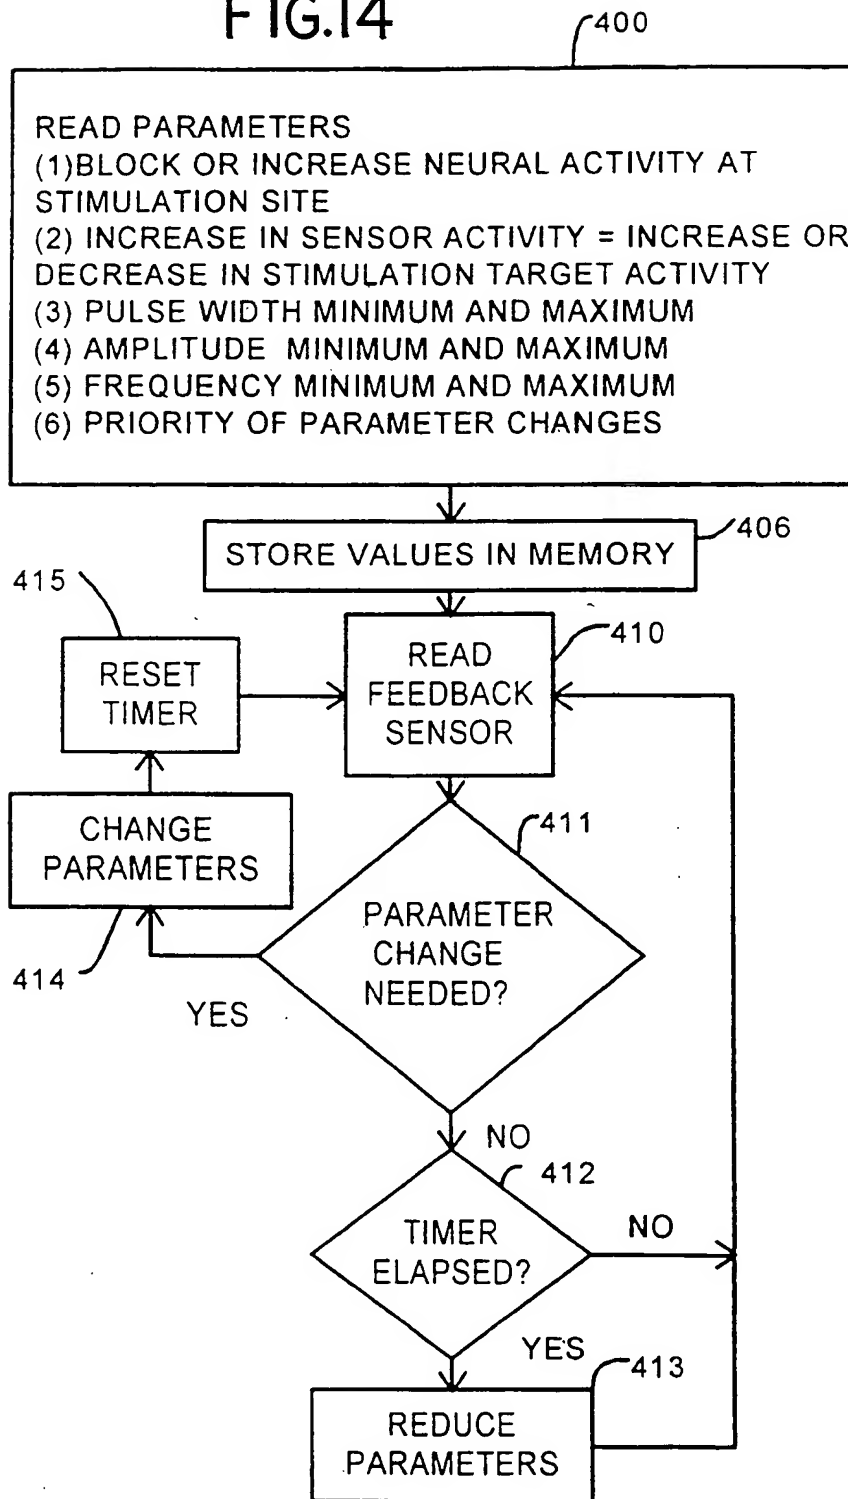 FIG.14
400
READ PARAMETERS
(1)BLOCK OR INCREASE NEURAL ACTIVITY AT
STIMULATION SITE
(2) INCREASE IN SENSOR ACTIVITY = INCREASE OR
DECREASE IN STIMULATION TARGET ACTIVITY
(3) PULSE WIDTH MINIMUM AND MAXIMUM
(4) AMPLITUDE MINIMUM AND MAXIMUM
(5) FREQUENCY MINIMUM AND MAXIMUM
(6) PRIORITY OF PARAMETER CHANGES
406
STORE VALUES IN MEMORY
415
410
READ
FEEDBACK
SENSOR
RESET
TIMER
411
CHANGE
PARAMETERS
PARAMETER
CHANGE
NEEDED?
414
YES
NO
412
TIMER
ELAPSED?
NO
YES
413
REDUCE
PARAMETERS